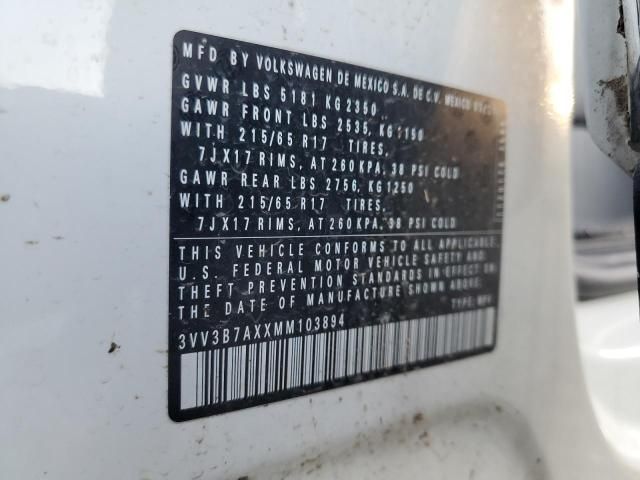 MFD BY VOLKSWAGEN DE MEXICO S.A. DE C.V. MEXICO
GVWR LBS 5181 KG 2350
GAWR FRONT LBS 2535, KG 1150
WITH 215/65 R17 TIRES,
7JX17 RIMS, AT 260 KPA, 38 PSI COLD
GAWR REAR LBS 2756, KG 1250
WITH 215/65 R17 TIRES,
7JX17 RIMS, AT 260 KPA, 38 PSI COLD
THIS VEHICLE CONFORMS TO ALL APPLICABLE
U.S. FEDERAL MOTOR VEHICLE SAFETY AND
THEFT PREVENTION STANDARDS IN EFFECT ON
THE DATE OF MANUFACTURE SHOWN ABOVE.
3VV3B7AXXMM103894 TYPE: MPV